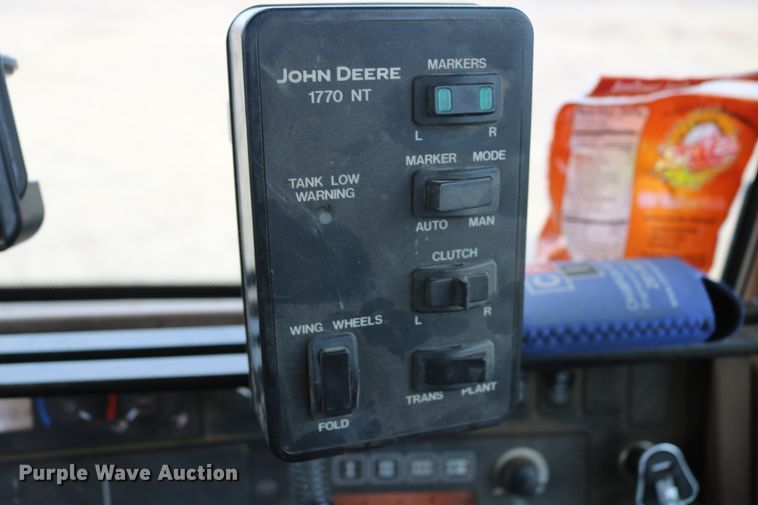 JOHN DEERE
1770 NT
MARKERS
L R
MARKER MODE
AUTO MAN
TANK LOW
WARNING
CLUTCH
L R
WING WHEELS
FOLD
TRANS PLANT
Purple Wave Auction